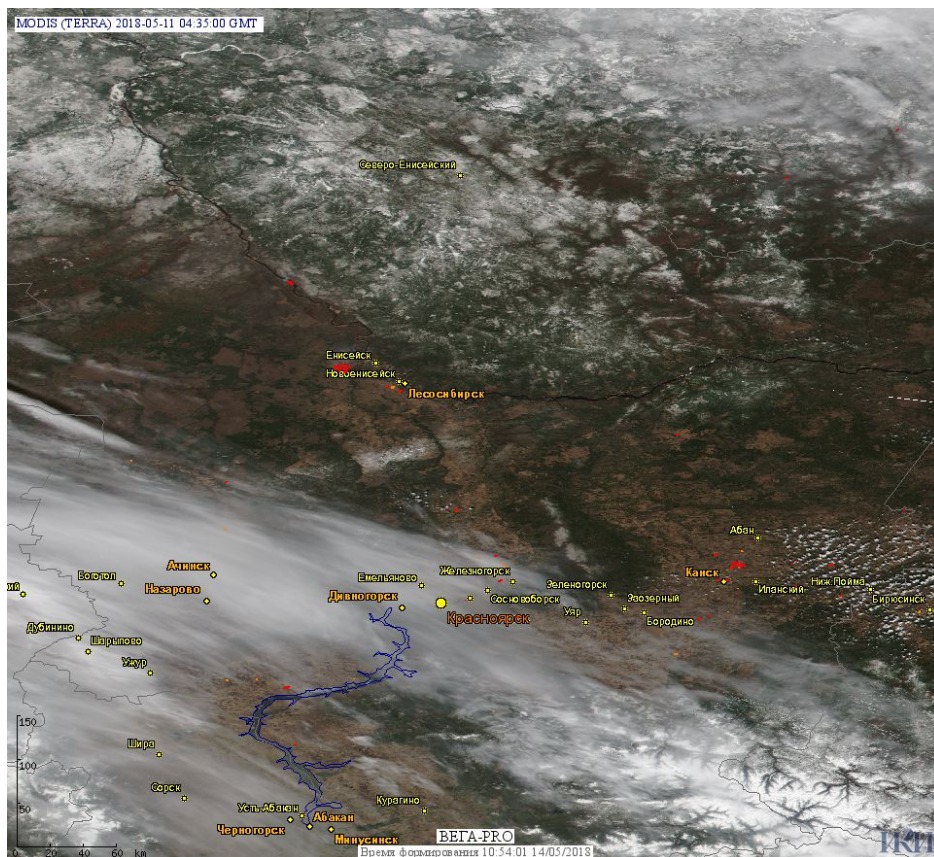 MODIS (TERRA) 2018-05-11 04:35:00 GMT
Северо-Енисейский
Енисейск
Новоенисейск
Лесосибирск
Абан
Ачинск
Боготол
Назарово
Емельяново
Железногорск
Канск
Иланский
Ниж.Пойма
ий
Дивногорск
Сосновоборск
Зеленогорск
Заозерный
Бирюсинск
Красноярск
Уяр
Бородино
Дубинино
Шарыпово
Ужур
150
Шира
100
Сорск
50
Усть-Абакан
Абакан
Курагино
Черногорск
Минусинск
ВЕГА-PRO
ИКИ
0 20 40 60 km
Время формирования 10:54:01 14/05/2018